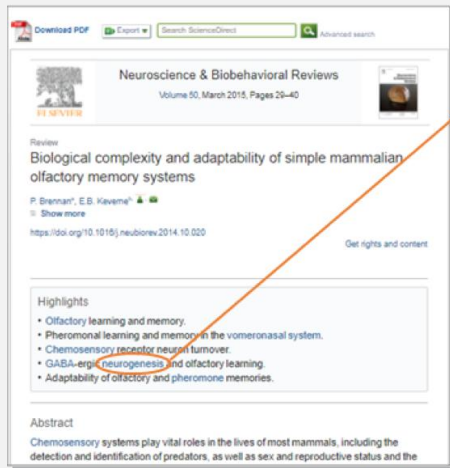 PDF
Download PDF
Export
Search ScienceDirect
Advanced search
ELSEVIER
Neuroscience & Biobehavioral Reviews
Volume 50, March 2015, Pages 29–40
Review
Biological complexity and adaptability of simple mammalian
olfactory memory systems
P. Brennanᵃ, E.B. Keverneᵇ
Show more
https://doi.org/10.1016/j.neubiorev.2014.10.020
Get rights and content
Highlights
• Olfactory learning and memory.
• Pheromonal learning and memory in the vomeronasal system.
• Chemosensory receptor neuron turnover.
• GABA-ergic neurogenesis and olfactory learning.
• Adaptability of olfactory and pheromone memories.
Abstract
Chemosensory systems play vital roles in the lives of most mammals, including the
detection and identification of predators, as well as sex and reproductive status and the